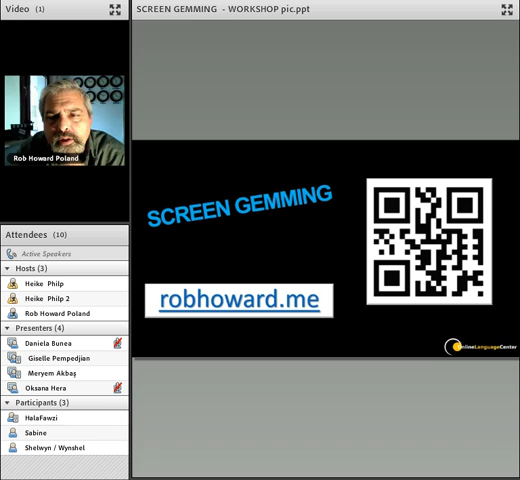 Video (1)
Rob Howard Poland
Attendees (10)
Active Speakers
Hosts (3)
Heike Philp
Heike Philp 2
Rob Howard Poland
Presenters (4)
Daniela Bunea
Giselle Pempedjian
Meryem Akbaş
Oksana Hera
Participants (3)
HalaFawzi
Sabine
Shelwyn / Wynshel
SCREEN GEMMING - WORKSHOP pic.ppt
SCREEN GEMMING
robhoward.me
OnlineLanguageCenter